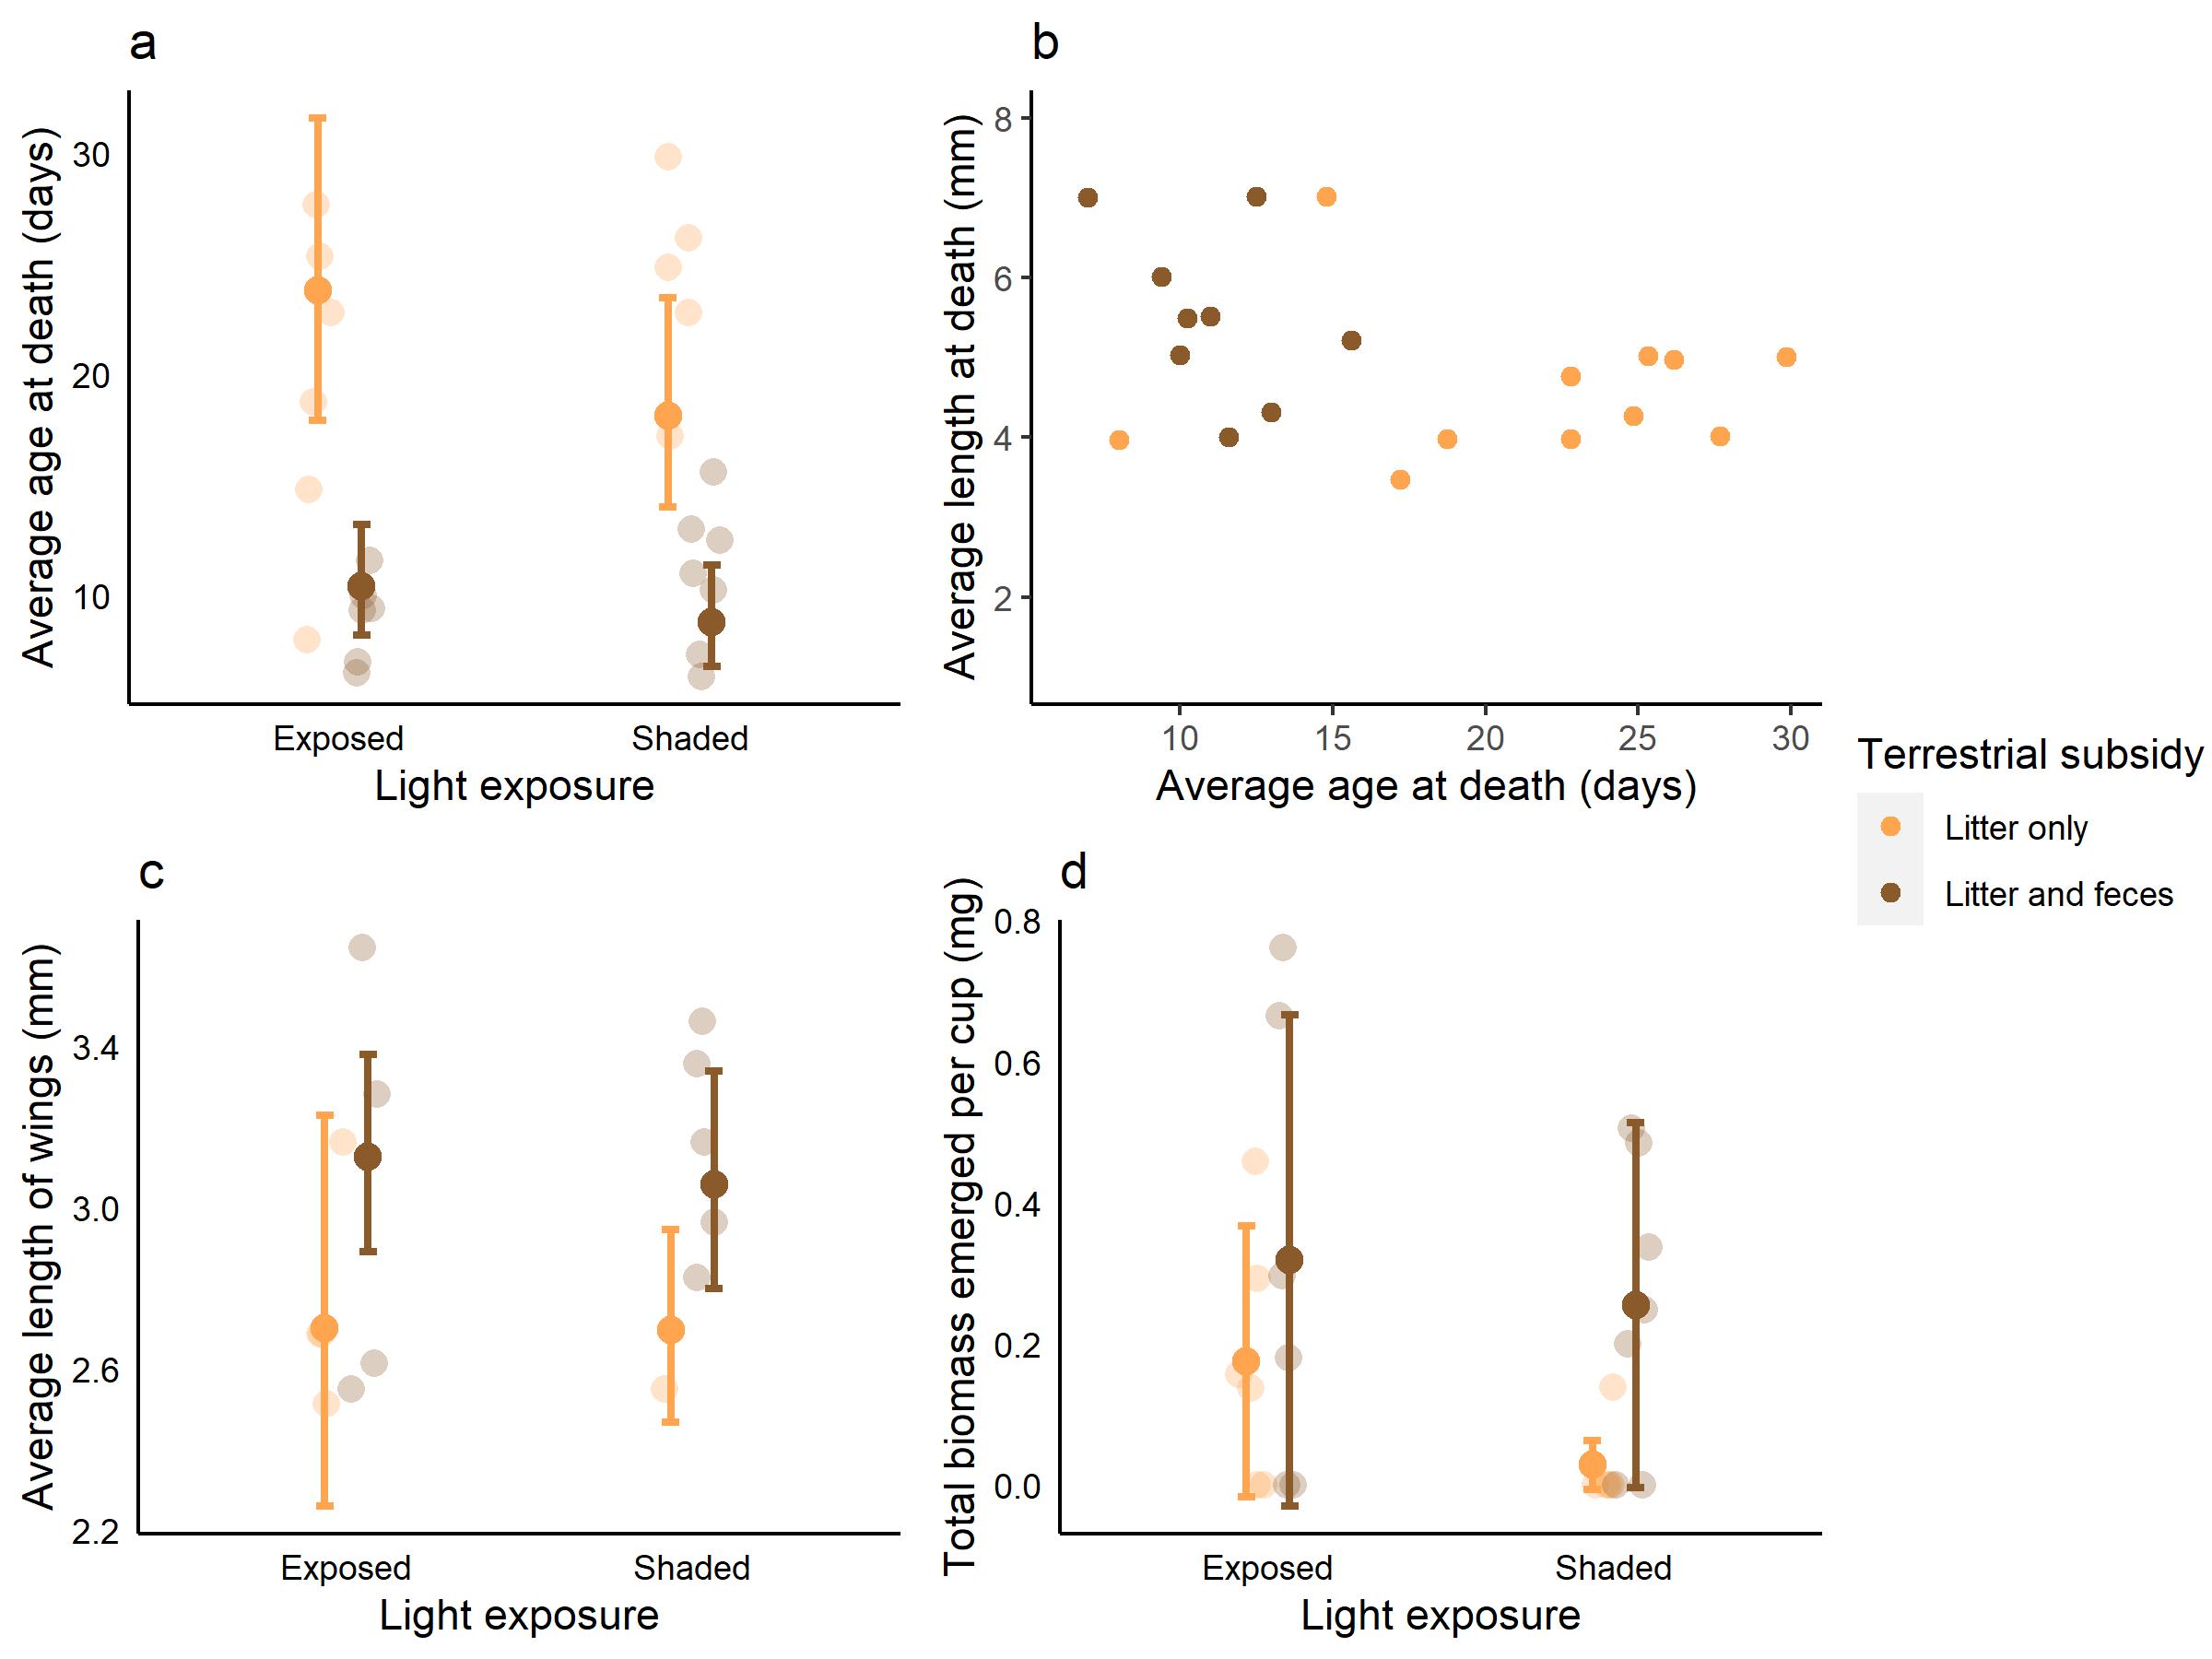 a
Average age at death (days)
30
20
10
Exposed
Shaded
Light exposure
b
Average length at death (mm)
8
6
4
2
10
15
20
25
30
Average age at death (days)
Terrestrial subsidy
Litter only
Litter and feces
c
Average length of wings (mm)
3.4
3.0
2.6
2.2
Exposed
Shaded
Light exposure
d
Total biomass emerged per cup (mg)
0.8
0.6
0.4
0.2
0.0
Exposed
Shaded
Light exposure